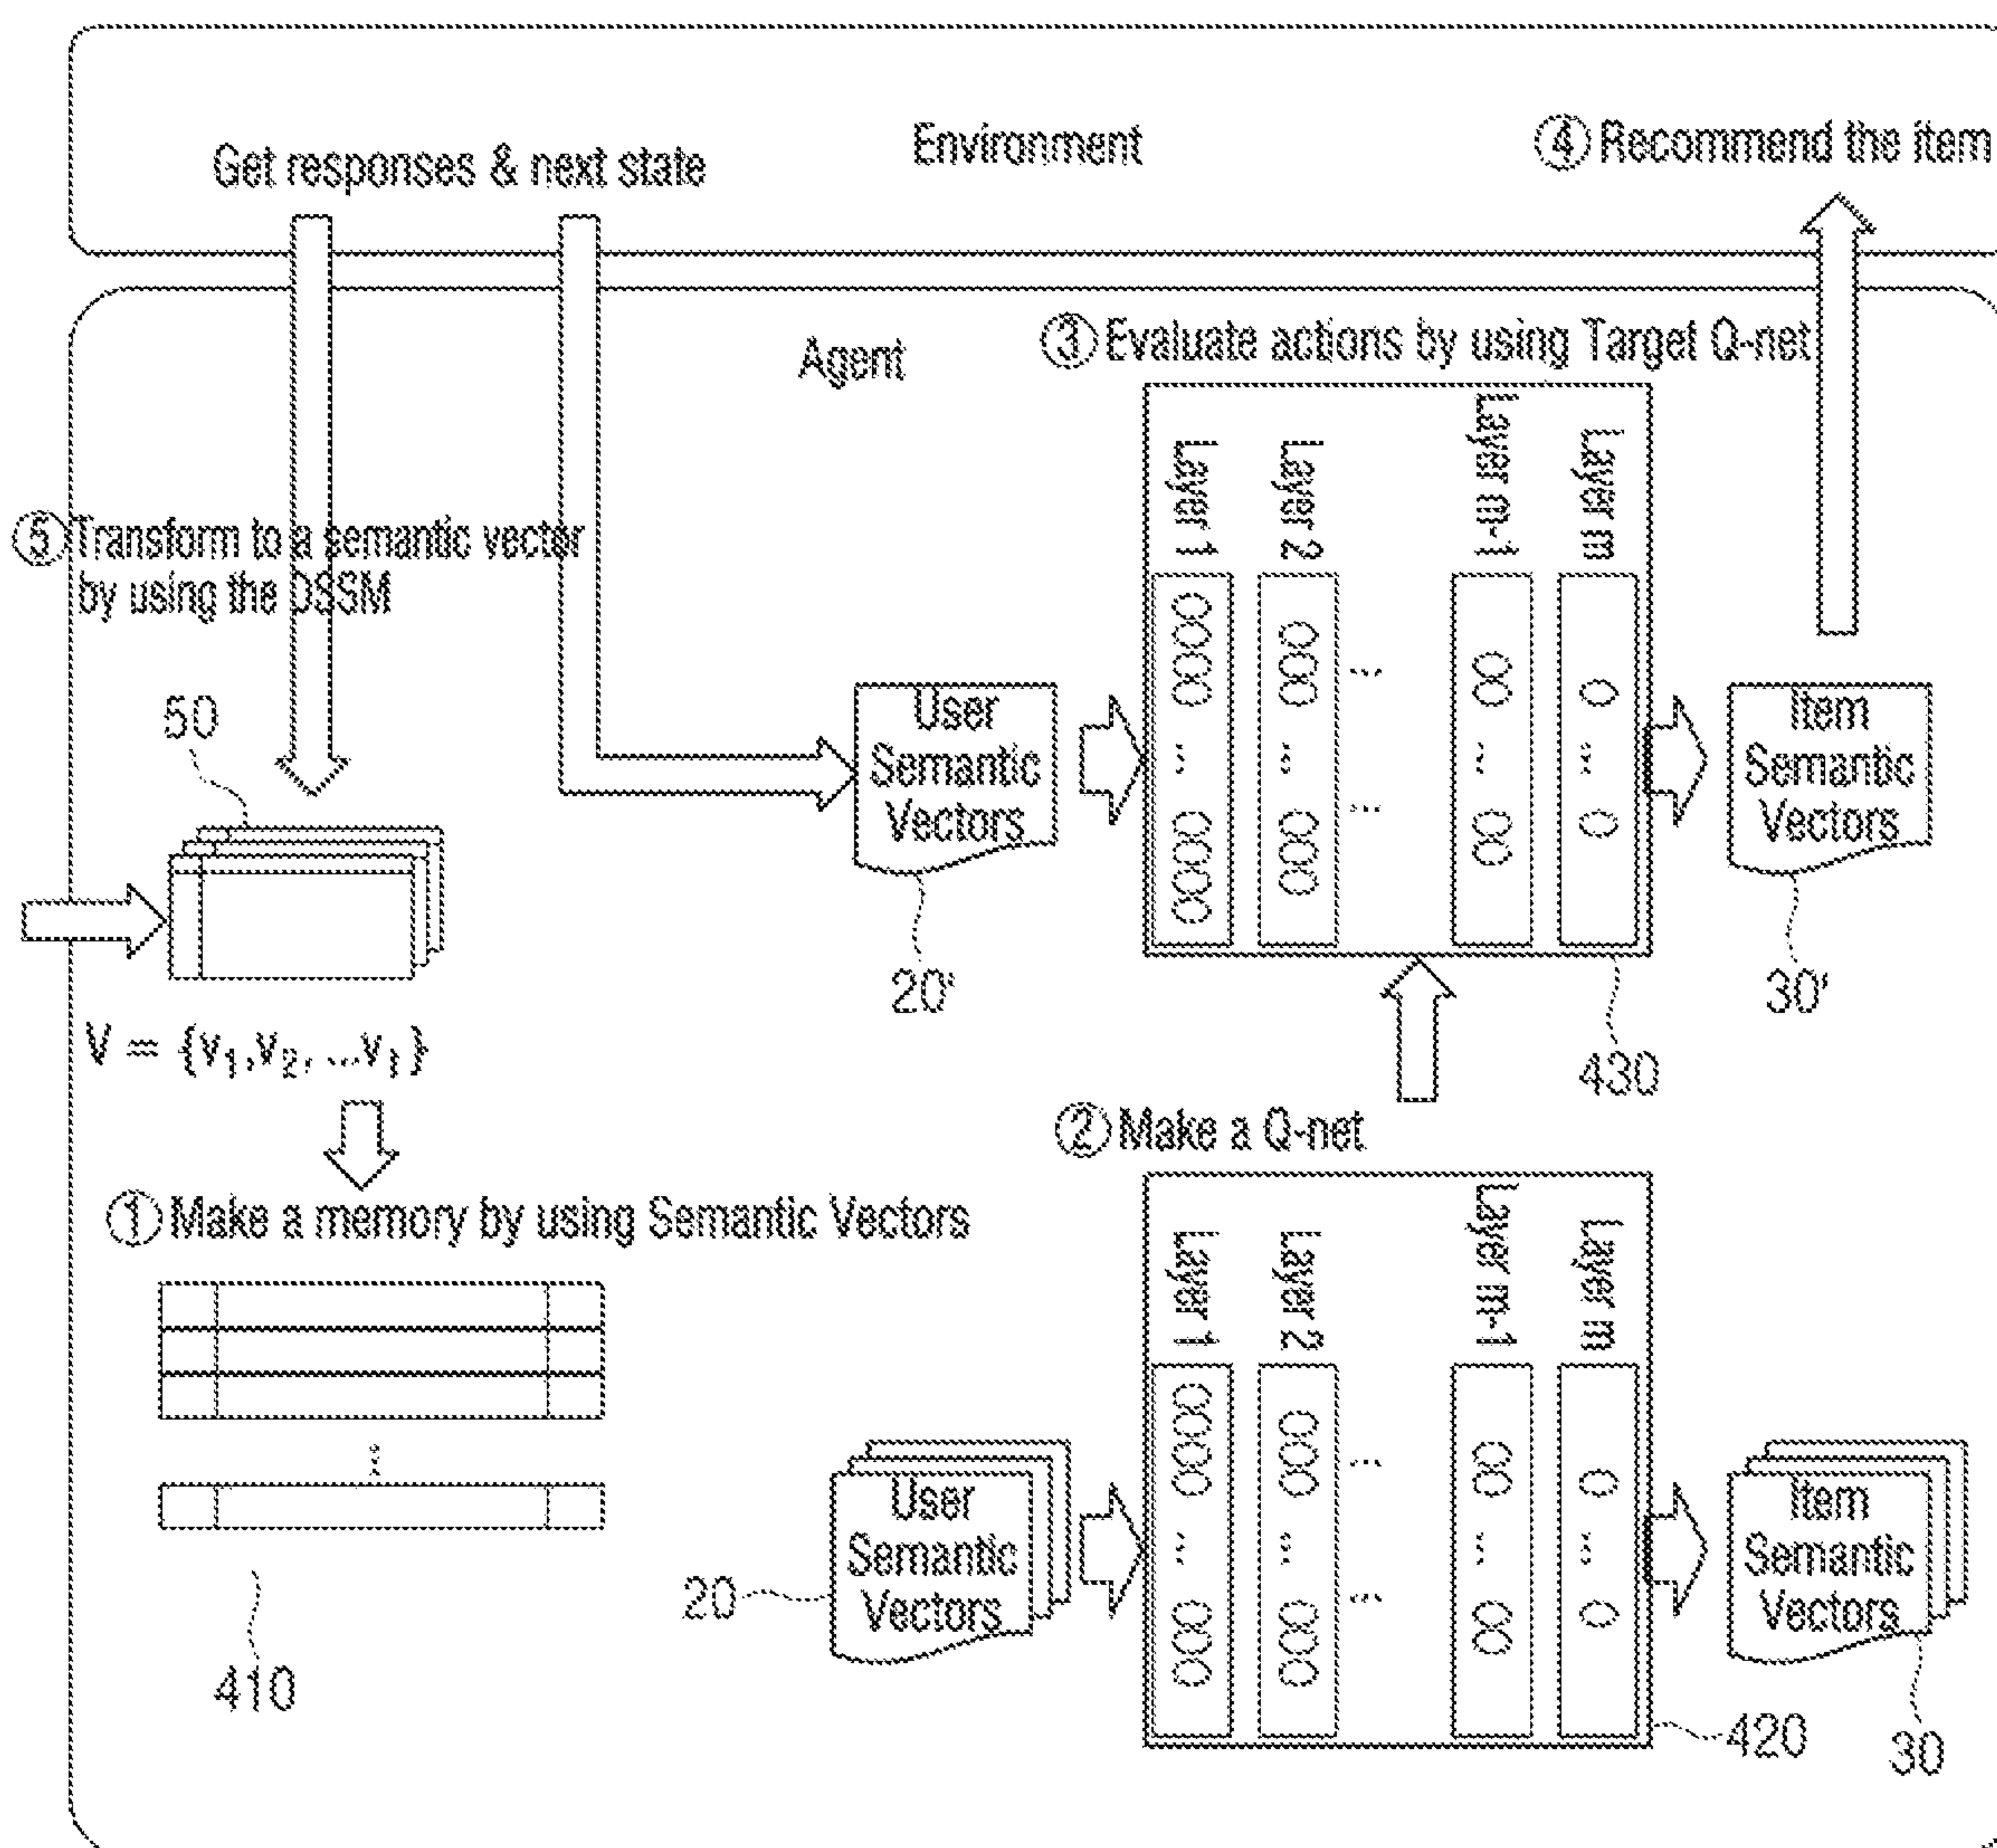 Get responses & next state
Environment
④ Recommend the item
Agent
③ Evaluate actions by using Target Q-net
Layer 1
Layer 2
Layer m-1
Layer m
⑤ Transform to a semantic vector
by using the DSSM
50
User
Semantic
Vectors
Item
Semantic
Vectors
20'
30'
430
V = {v₁,v₂, ...vₗ}
② Make a Q-net
① Make a memory by using Semantic Vectors
Layer 1
Layer 2
Layer m-1
Layer m
User
Semantic
Vectors
Item
Semantic
Vectors
20
410
420
30